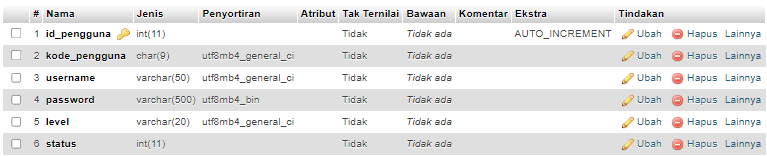 # Nama Jenis Penyortiran Atribut Tak Ternilai Bawaan Komentar Ekstra Tindakan
1 id_pengguna int(11) Tidak Tidak ada AUTO_INCREMENT Ubah Hapus Lainnya
2 kode_pengguna char(9) utf8mb4_general_ci Tidak Tidak ada Ubah Hapus Lainnya
3 username varchar(50) utf8mb4_general_ci Tidak Tidak ada Ubah Hapus Lainnya
4 password varchar(500) utf8mb4_bin Tidak Tidak ada Ubah Hapus Lainnya
5 level varchar(20) utf8mb4_general_ci Tidak Tidak ada Ubah Hapus Lainnya
6 status int(11) Tidak Tidak ada Ubah Hapus Lainnya